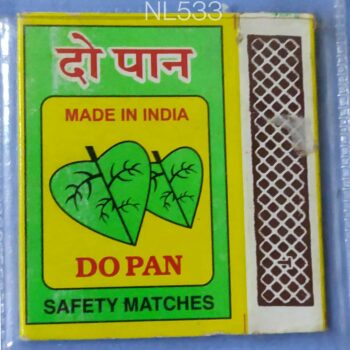 NL533
दो पान
MADE IN INDIA
DO PAN
SAFETY MATCHES